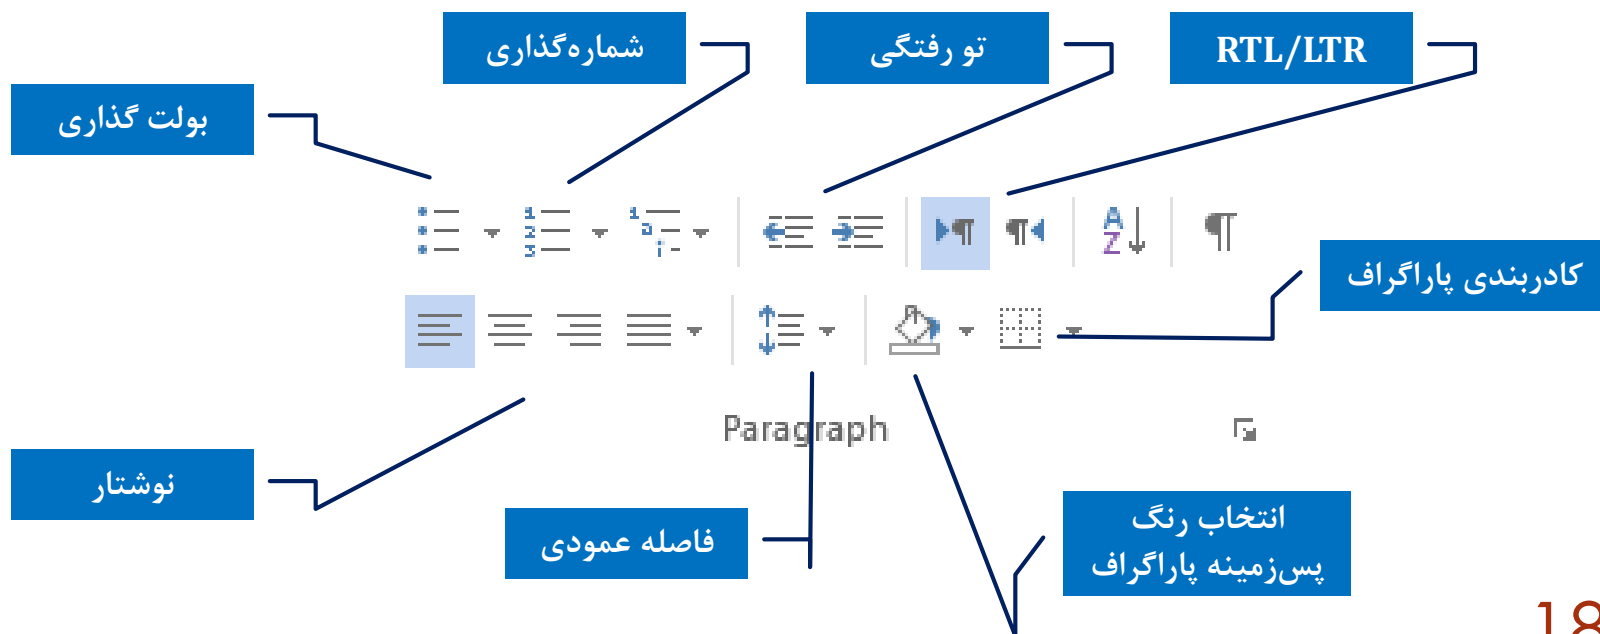 RTL/LTR
تو رفتگی
شماره‌گذاری
بولت گذاری
کادربندی پاراگراف
Paragraph
نوشتار
فاصله عمودی
انتخاب رنگ
پس‌زمینه پاراگراف
18